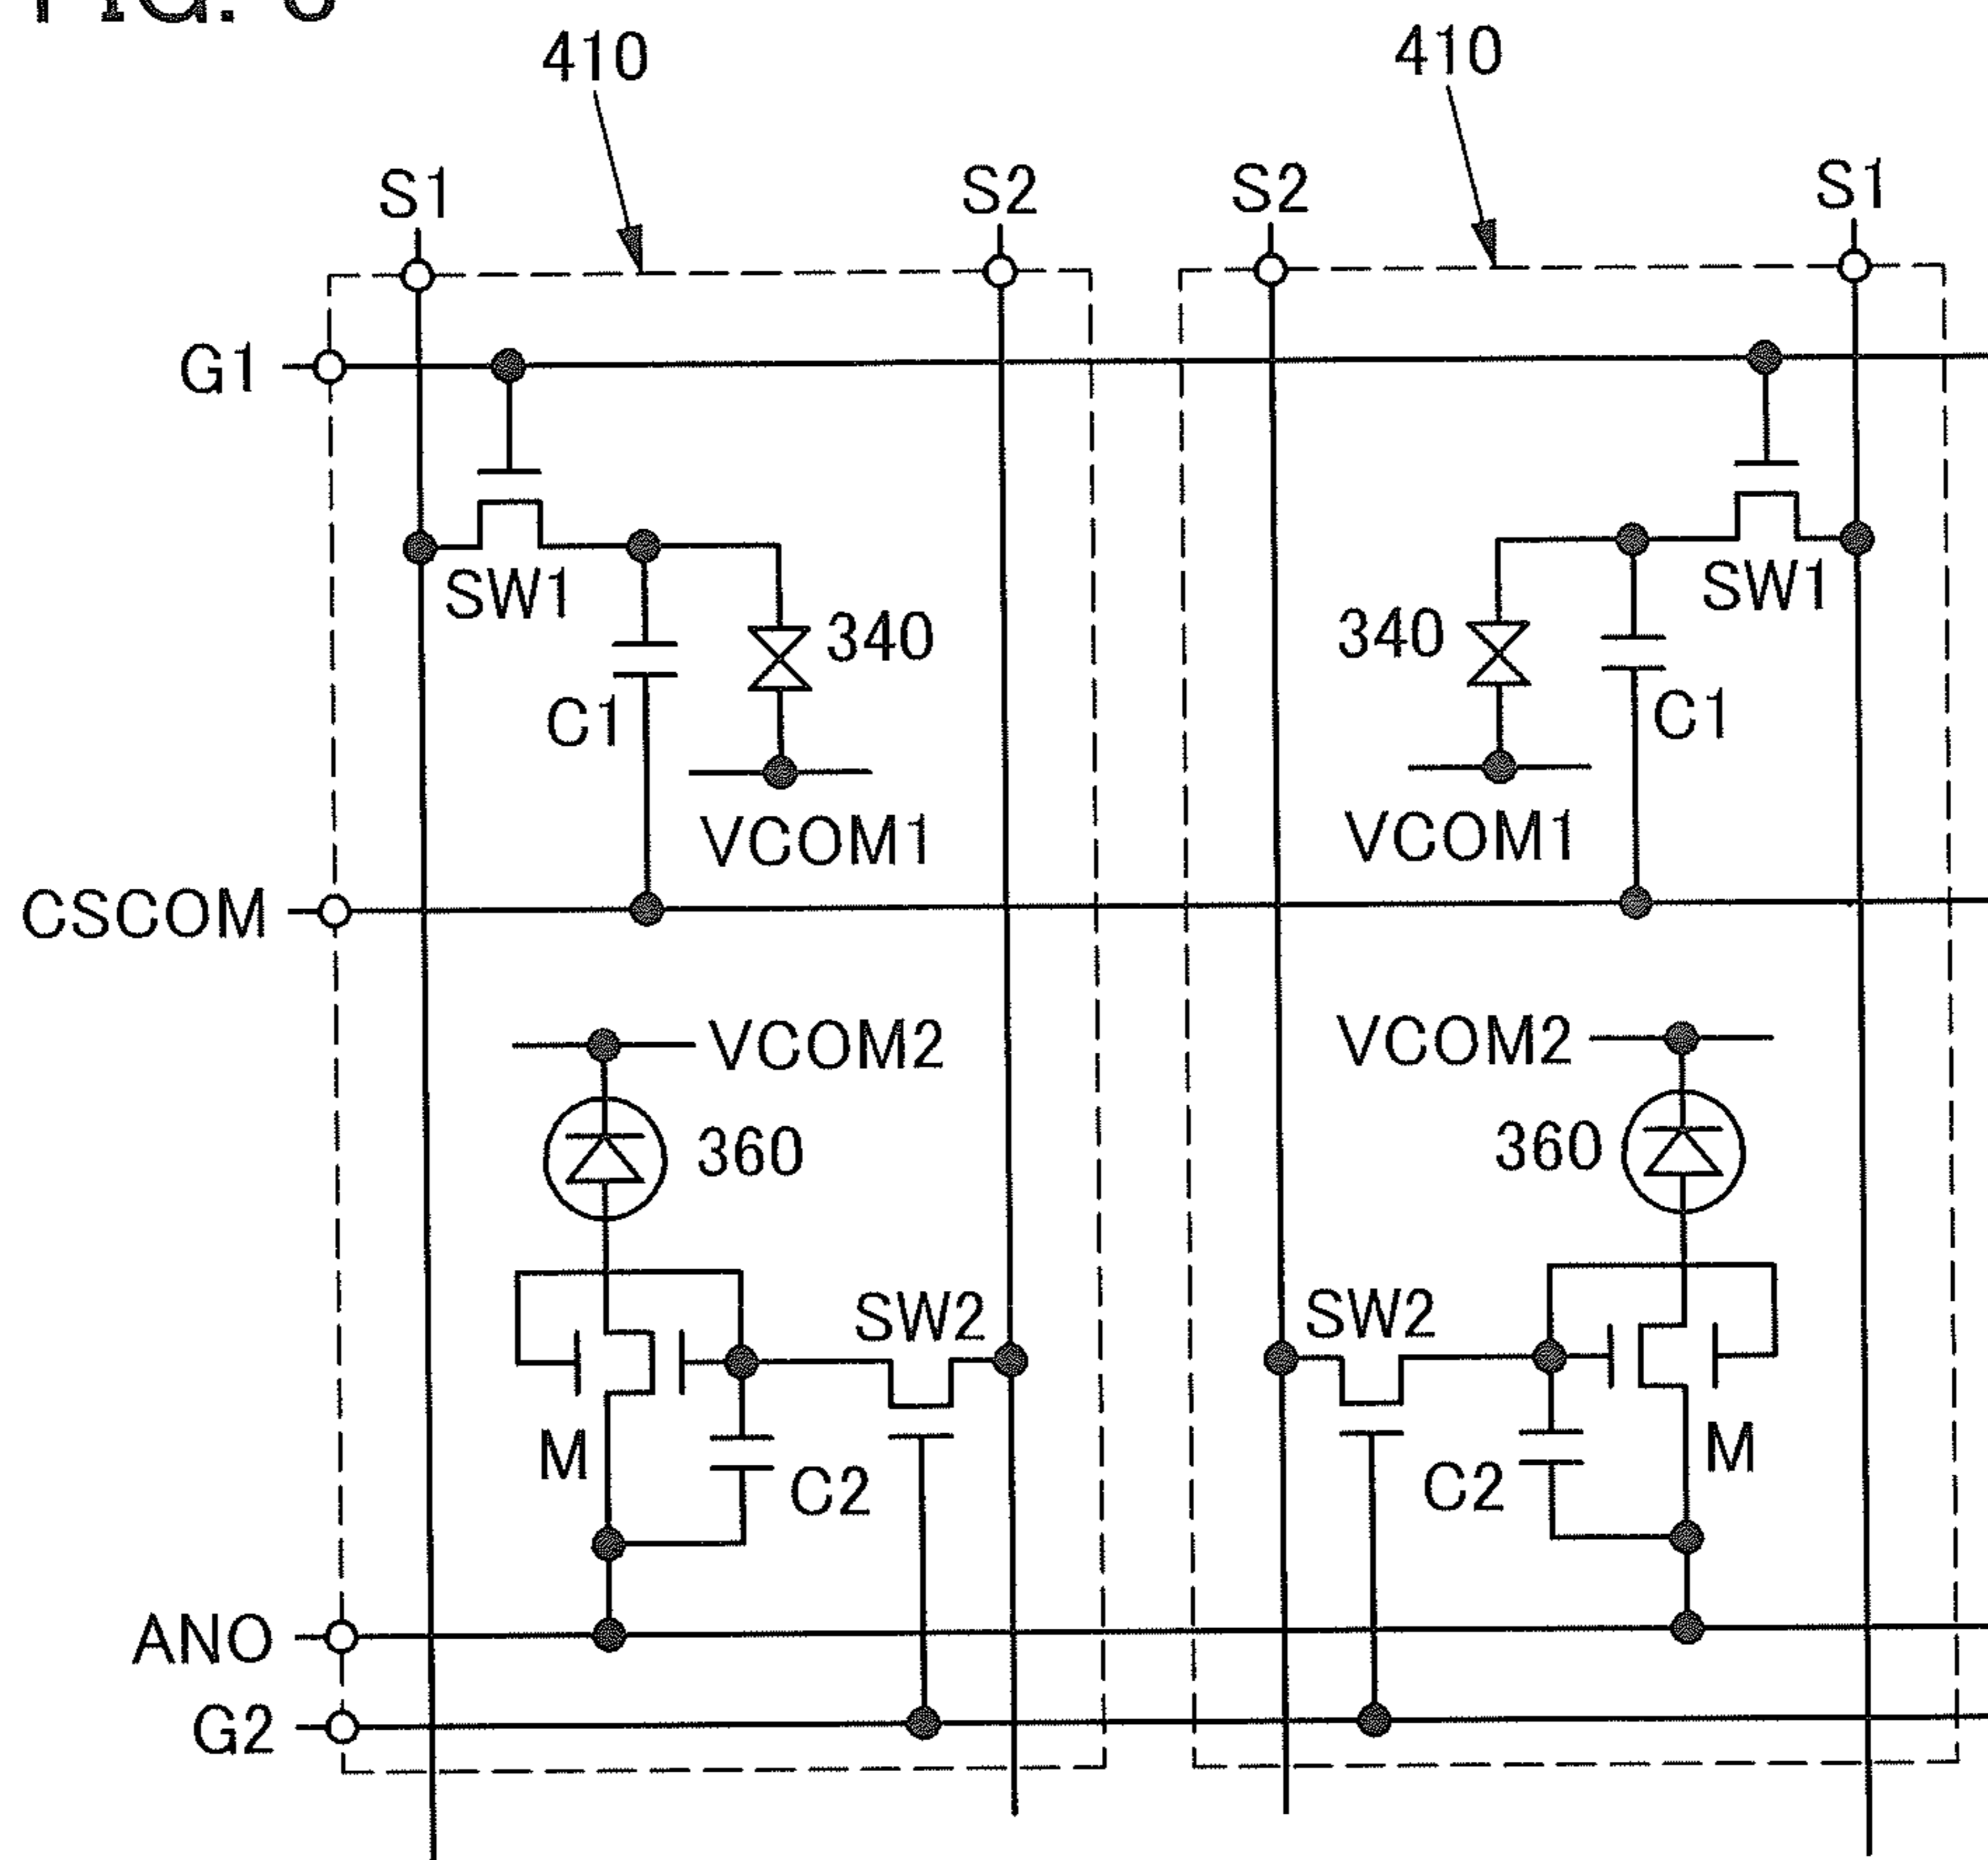 410 410
S1 S2 S2 S1
G1
SW1 SW1
340 340
C1 C1
VCOM1 VCOM1
CSCOM
VCOM2 VCOM2
360 360
SW2 SW2
M M
C2 C2
ANO
G2